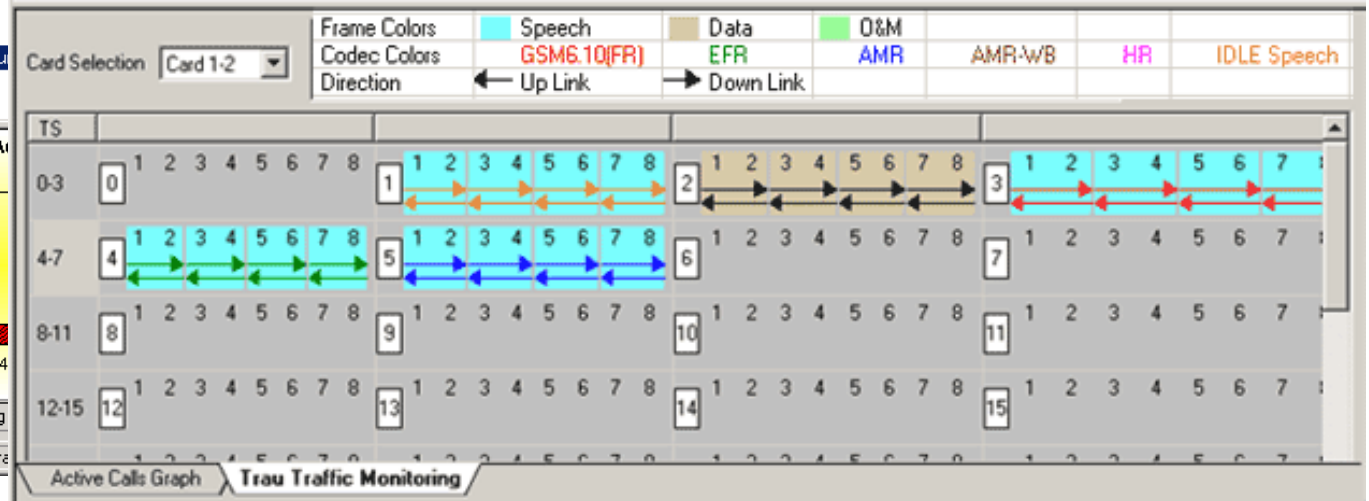 Frame Colors Speech Data O&M
Card Selection Card 1-2 Codec Colors GSM6.10(FR) EFR AMR AMR-WB HR IDLE Speech
Direction Up Link Down Link
TS
0-3 0 1 2 3 4 5 6 7 8 1 1 2 3 4 5 6 7 8 2 1 2 3 4 5 6 7 8 3 1 2 3 4 5 6 7
4-7 4 1 2 3 4 5 6 7 8 5 1 2 3 4 5 6 7 8 6 1 2 3 4 5 6 7 8 7 1 2 3 4 5 6 7
8-11 8 1 2 3 4 5 6 7 8 9 1 2 3 4 5 6 7 8 10 1 2 3 4 5 6 7 8 11 1 2 3 4 5 6 7
12-15 12 1 2 3 4 5 6 7 8 13 1 2 3 4 5 6 7 8 14 1 2 3 4 5 6 7 8 15 1 2 3 4 5 6 7
Active Calls Graph Trau Traffic Monitoring